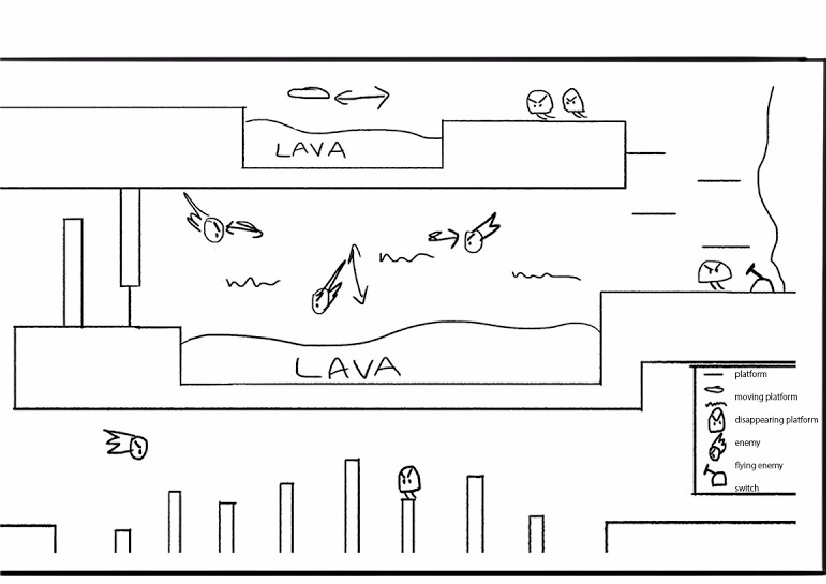 LAVA
LAVA
platform
moving platform
disappearing platform
enemy
flying enemy
switch